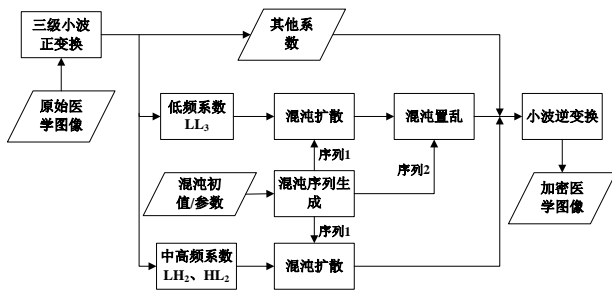 三级小波
正变换
其他系
数
原始医
学图像
低频系数
LL₃
混沌扩散
混沌置乱
小波逆变换
序列1
序列2
混沌初
值/参数
混沌序列生
成
加密医
学图像
序列1
中高频系数
LH₂、HL₂
混沌扩散